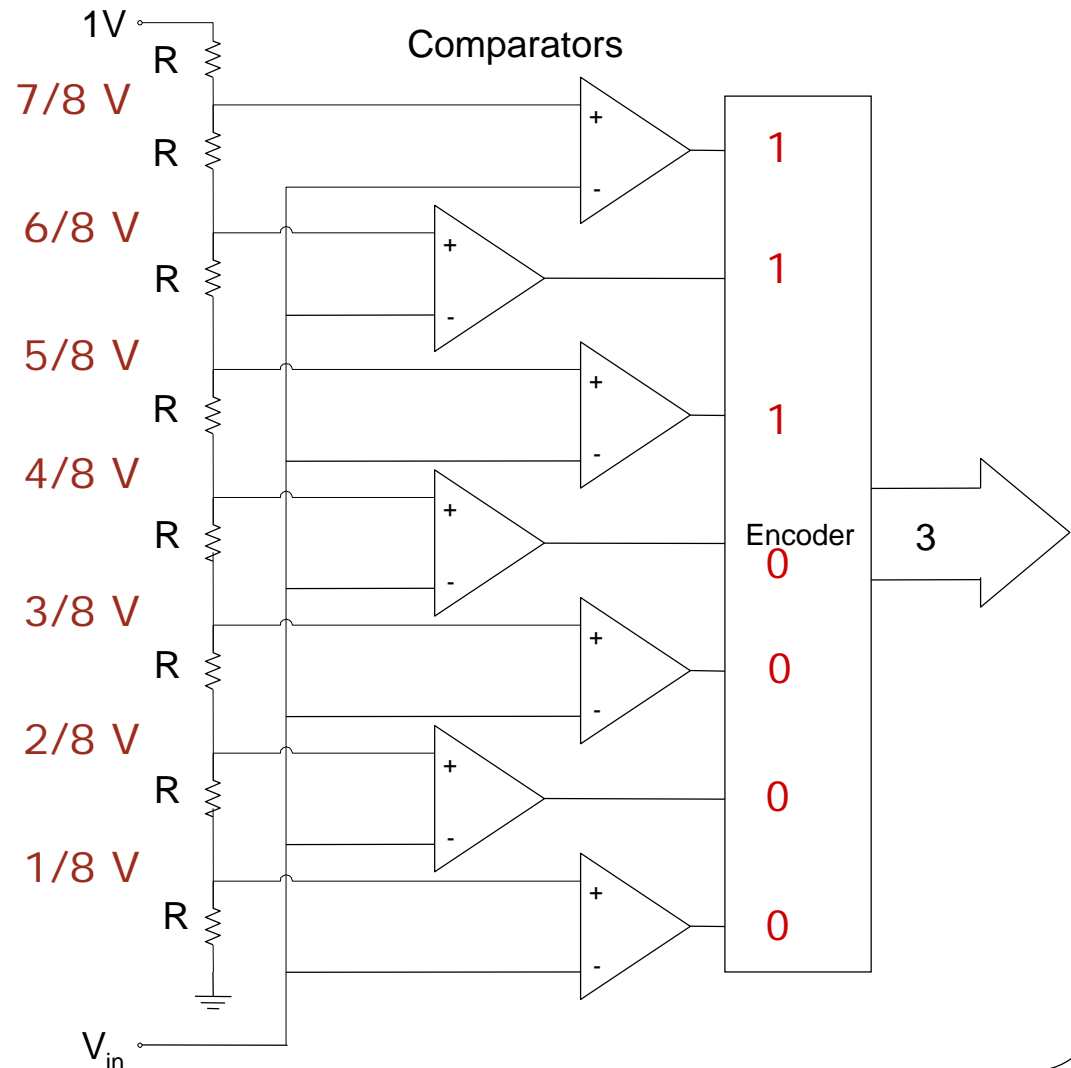 1V
Comparators
R
7/8 V
+
1
R
-
6/8 V
+
1
R
-
5/8 V
+
1
R
-
4/8 V
+
Encoder
3
R
0
-
3/8 V
+
0
R
-
2/8 V
+
0
R
-
1/8 V
+
0
R
-
Vin